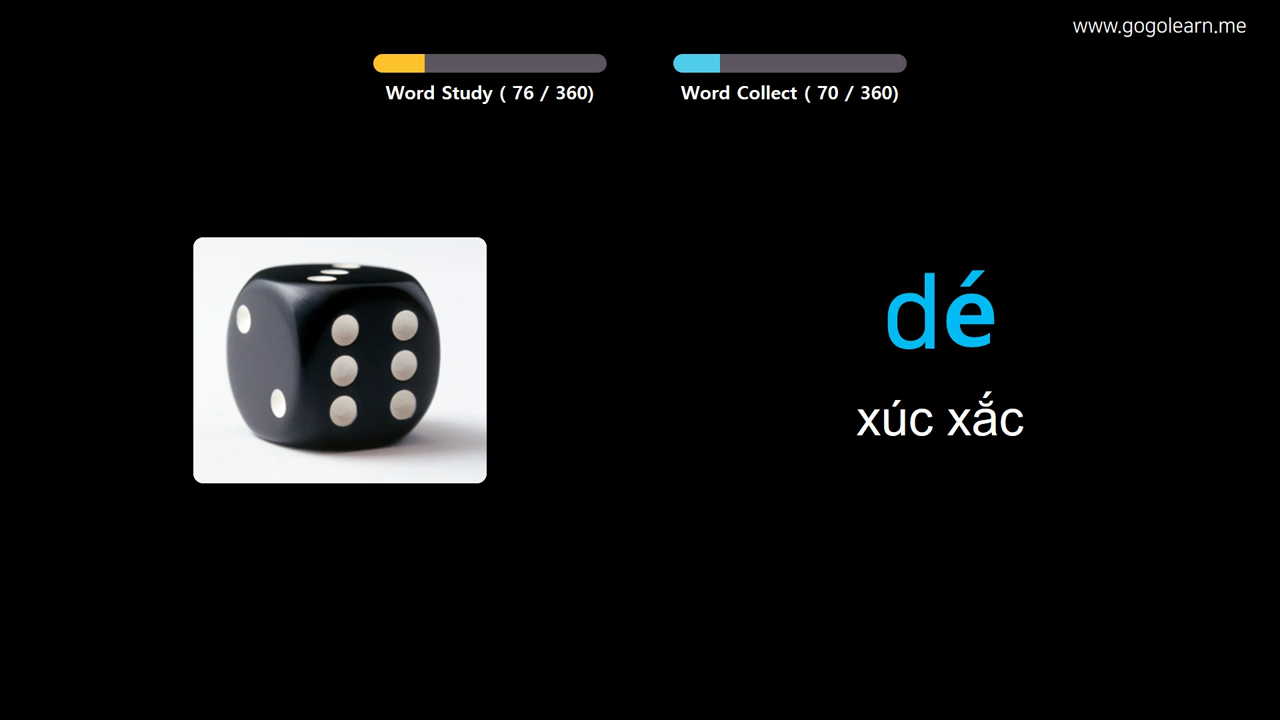 www.gogolearn.me
Word Study ( 76 / 360)
Word Collect ( 70 / 360)
dé
xúc xắc